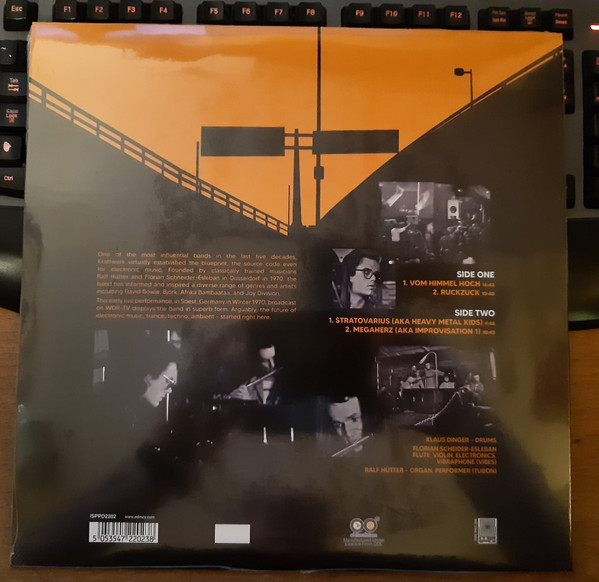 Esc
F1
F2
F3
F4
F5
F6
F7
F8
F9
F10
F11
F12
Tab
Caps
Lock
Ctrl
One of the most influential bands in the last five decades,
Kraftwerk virtually established the blueprint, the source code even
for electronic music. Founded by classically trained musicians
Ralf Hutter and Florian Schneider-Esleban in Dusseldorf in 1970, the
band has informed and inspired a diverse range of genres and artists
including David Bowie, Björk, Afrika Bambaataa, and Joy Division.
This early live performance, in Soest, Germany in Winter 1970, broadcast
on WDR-TV displays the band in superb form. Arguably, the future of
electronic music, trance, techno, ambient - started right here.
SIDE ONE
1. VOM HIMMEL HOCH
2. RUCKZUCK
SIDE TWO
1. STRATOVARIUS (AKA HEAVY METAL KIDS)
2. MEGAHERZ (AKA IMPROVISATION 1)
KLAUS DINGER - DRUMS
FLORIAN SCHEIDER-ESLEBAN
FLUTE, VIOLIN, ELECTRONICS,
VIBRAPHONE (VIBES)
RALF HÜTTER - ORGAN, PERFORMER (TUBON)
ISPPD2202
5 053547 220238